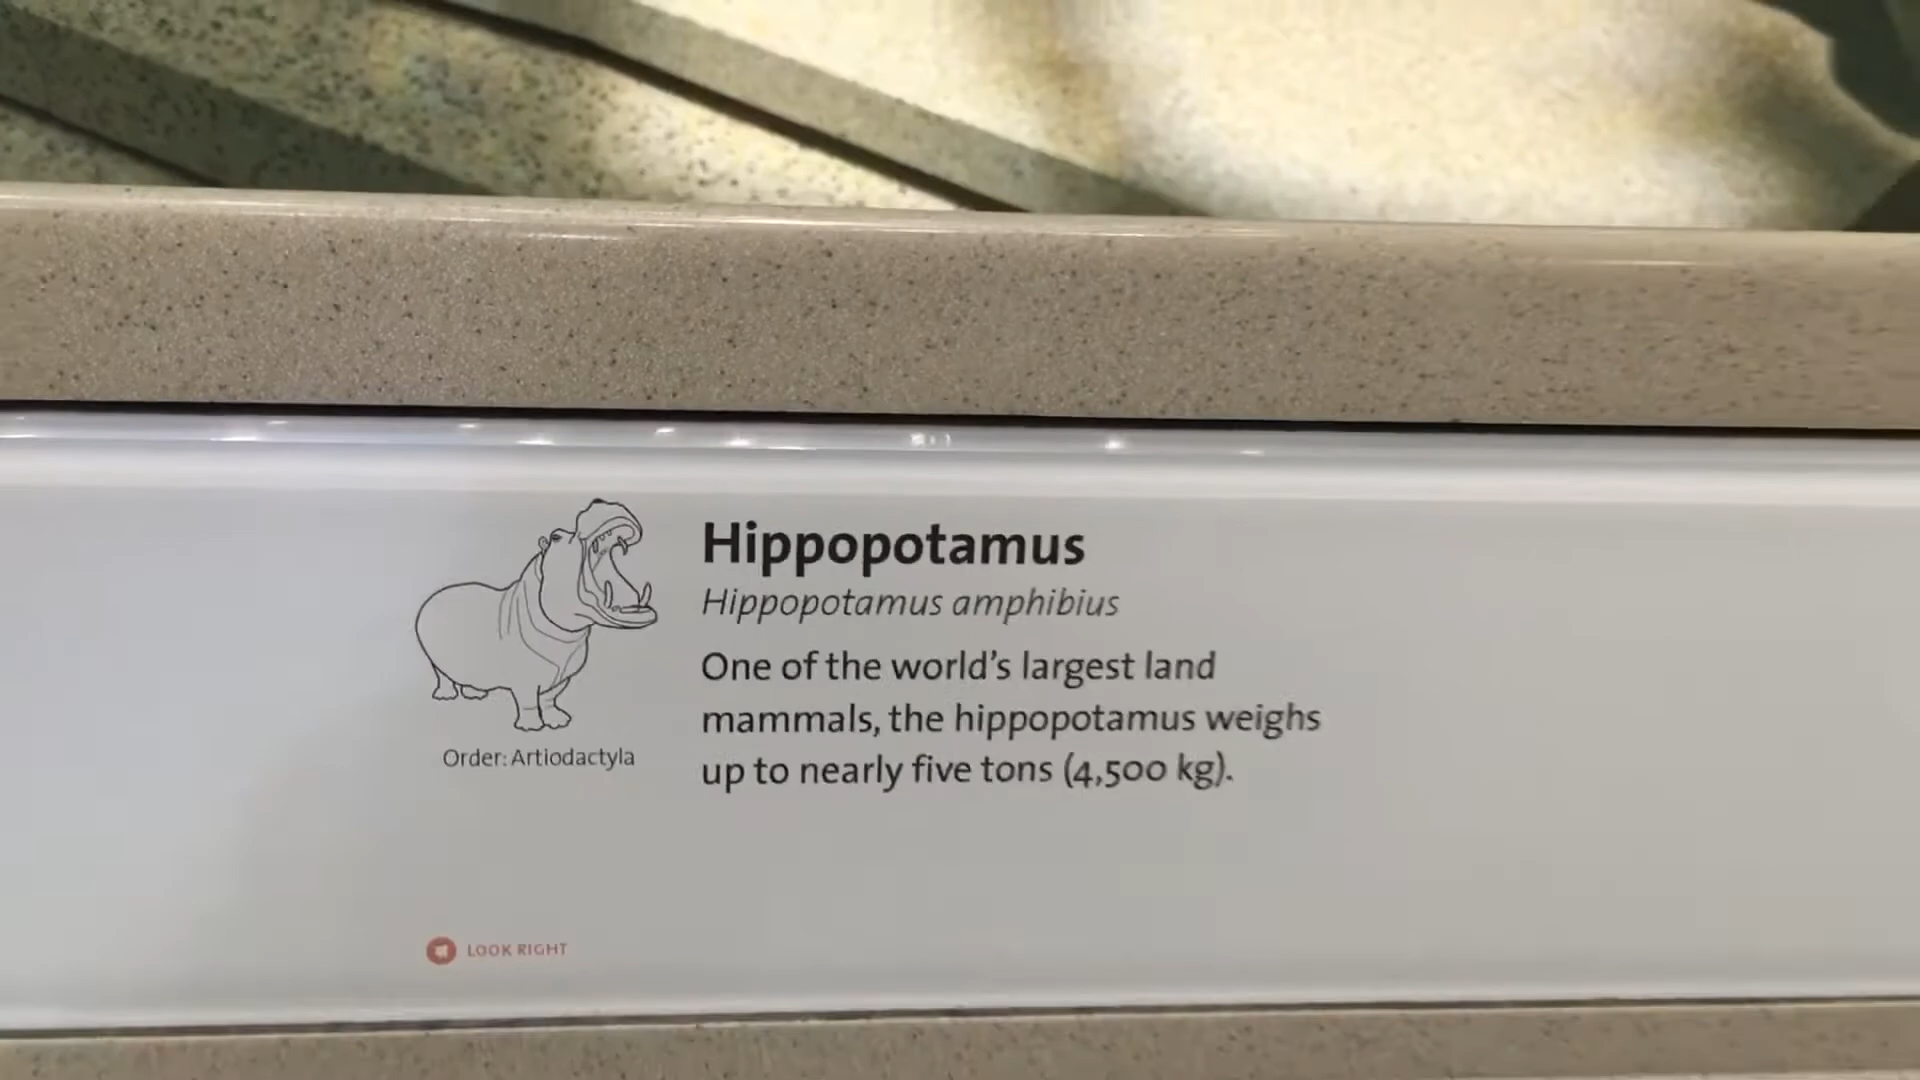 Hippopotamus
Hippopotamus amphibius
One of the world's largest land
mammals, the hippopotamus weighs
up to nearly five tons (4,500 kg).
Order: Artiodactyla
LOOK RIGHT